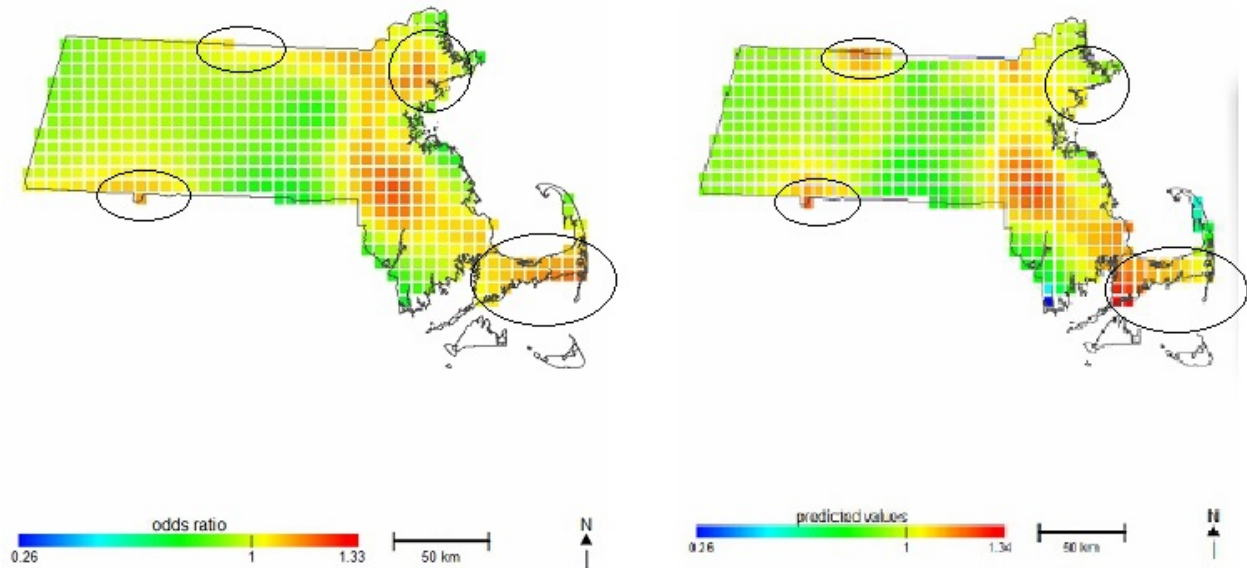 odds ratio
0.26 1 1.33
50 km
N
predicted values
0.26 1 1.34
50 km
N